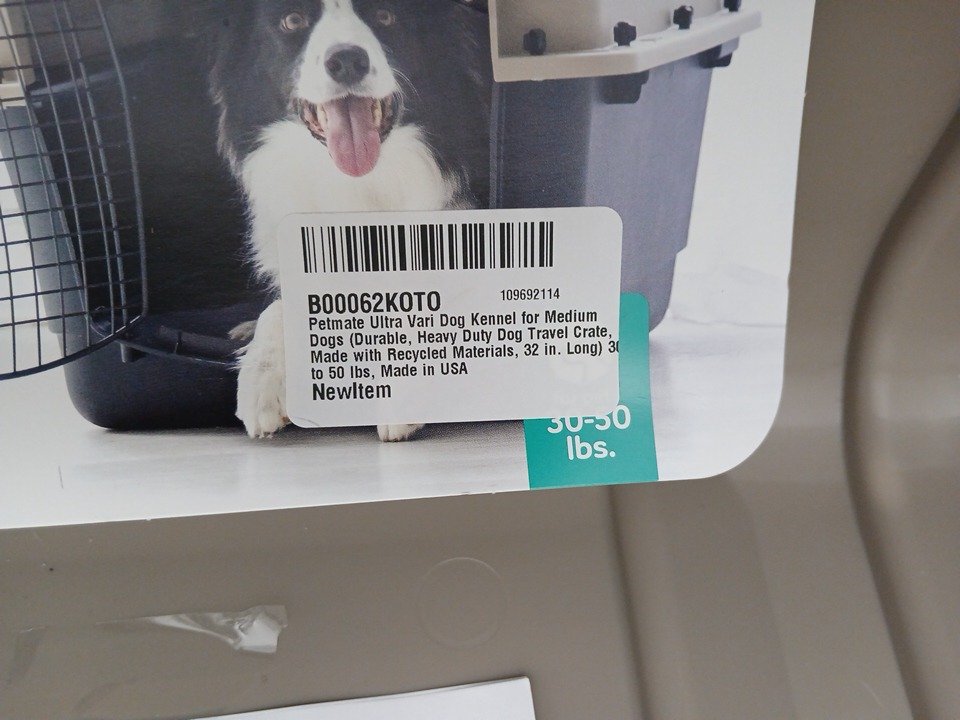 B00062KOTO 109692114
Petmate Ultra Vari Dog Kennel for Medium
Dogs (Durable, Heavy Duty Dog Travel Crate,
Made with Recycled Materials, 32 in. Long) 30
to 50 lbs, Made in USA
NewItem
30-50
lbs.